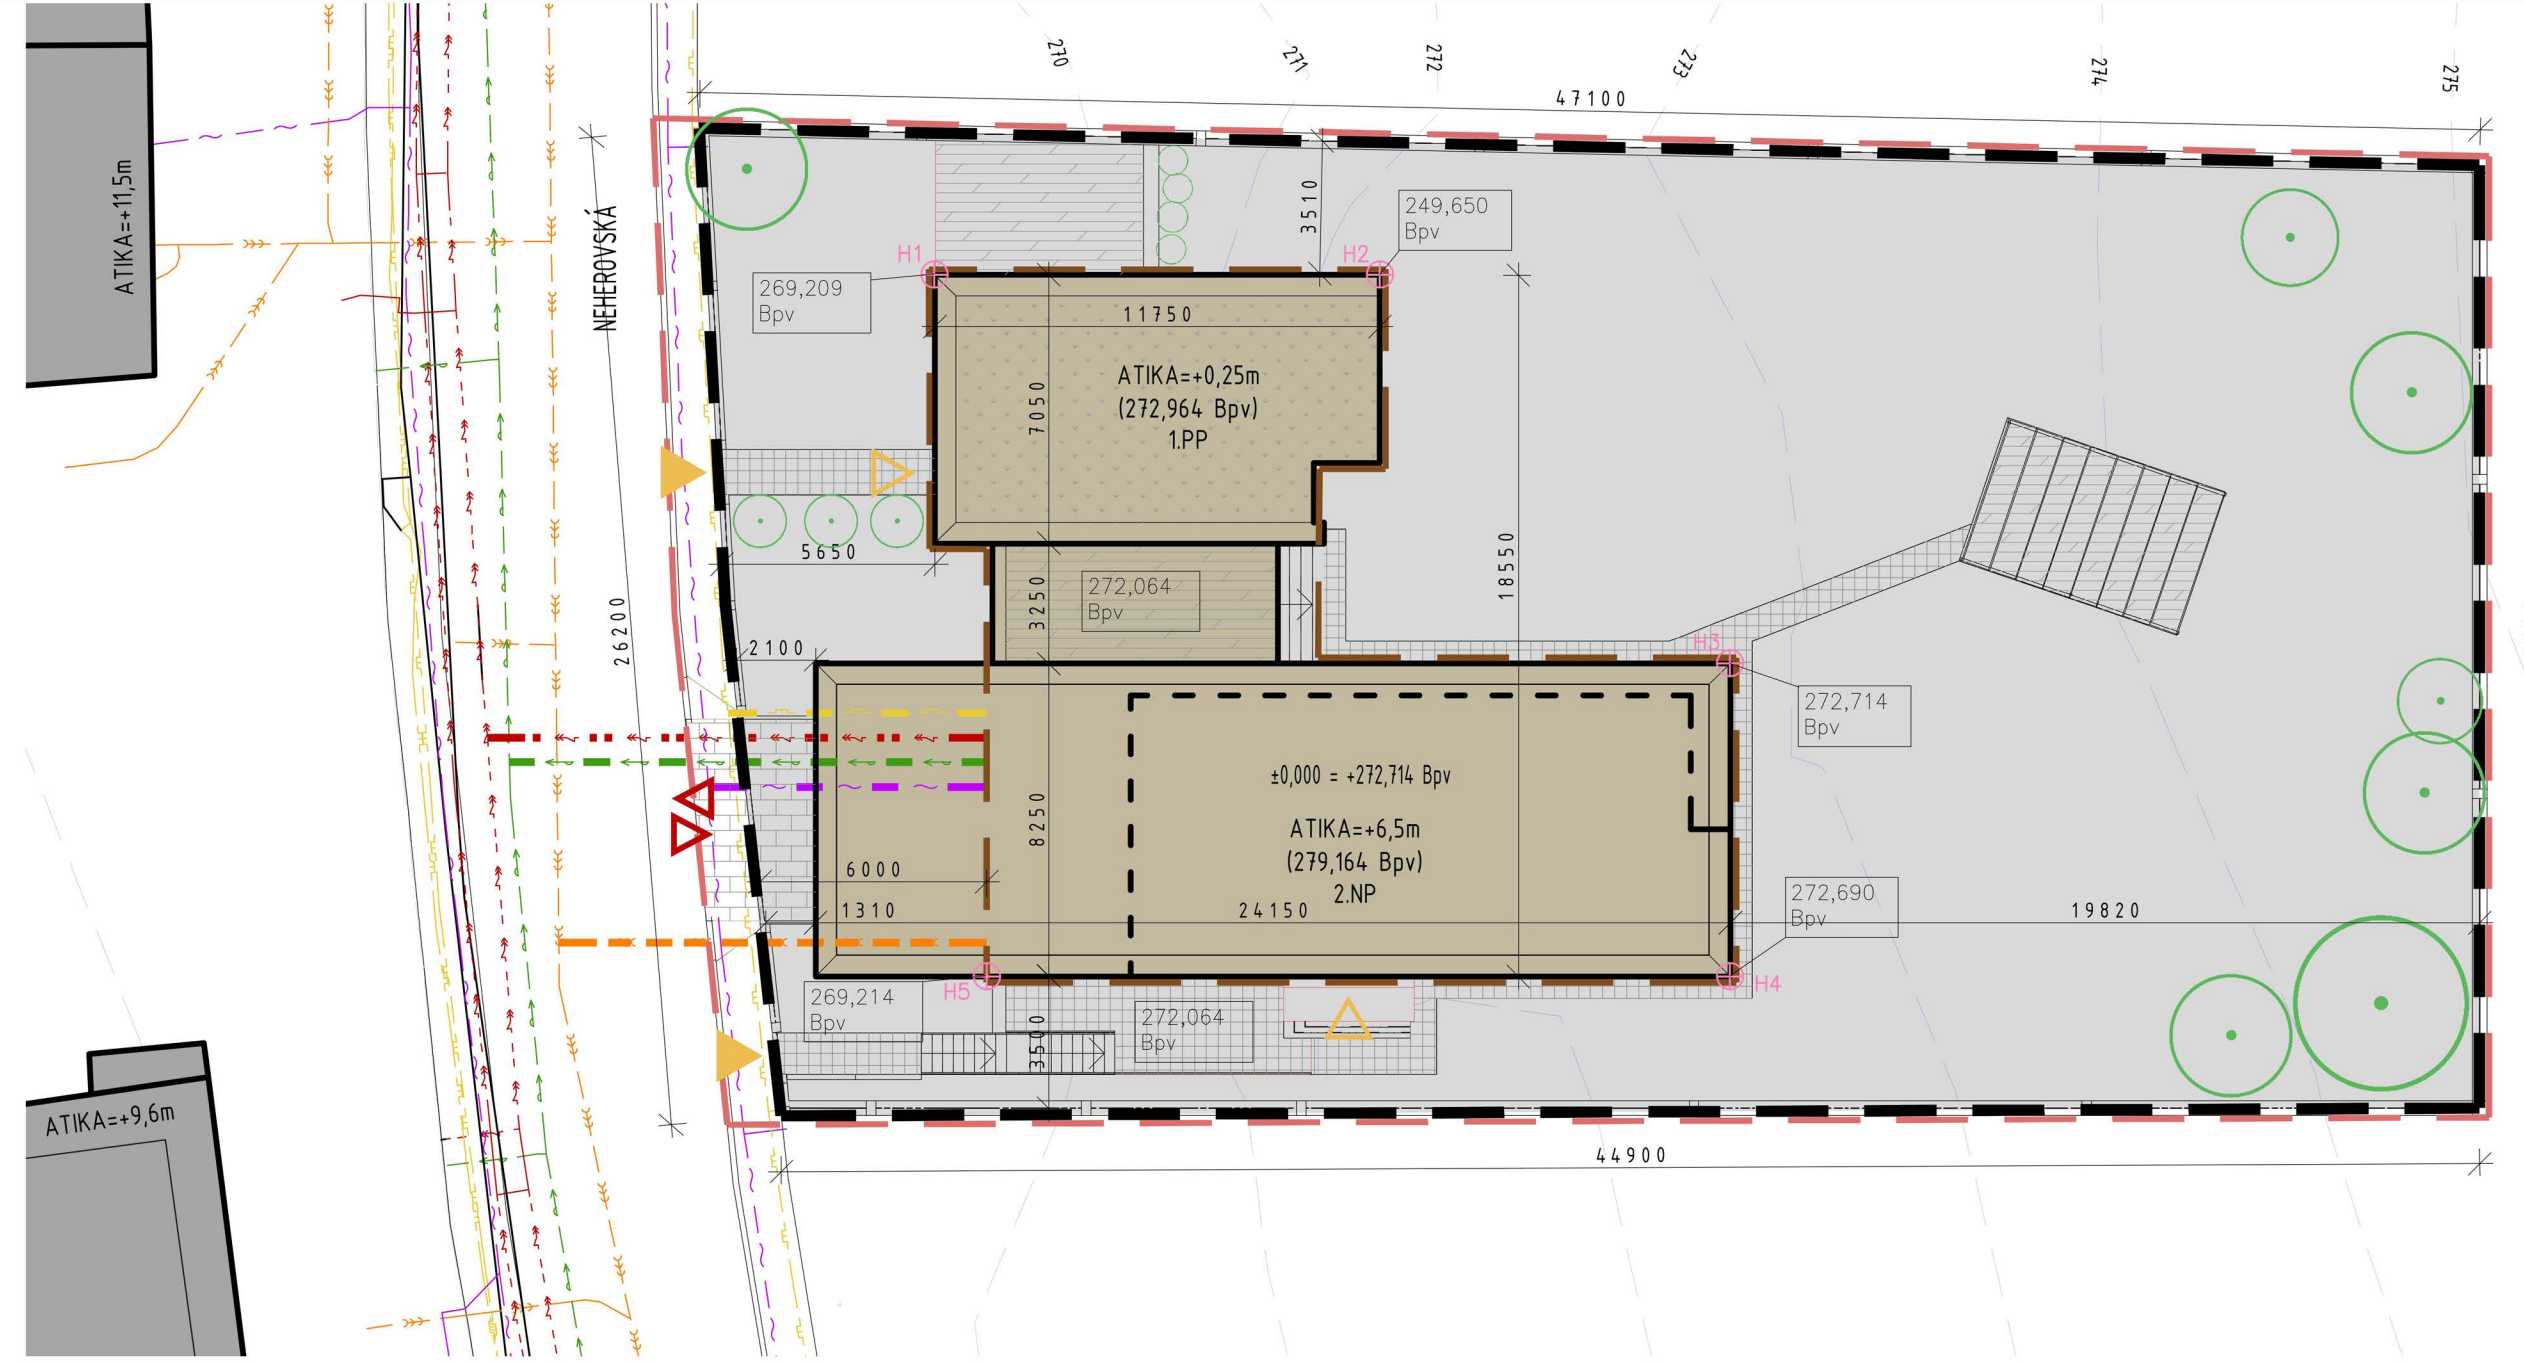 270
271
272
273
274
275
47100
ATIKA=+11,5m
NEHEROVSKÁ
3510
249,650
Bpv
H1
H2
269,209
Bpv
11750
ATIKA=+0,25m
(272,964 Bpv)
1.PP
7050
5650
18550
3250
272,064
Bpv
26200
2100
H3
272,714
Bpv
±0,000 = +272,714 Bpv
ATIKA=+6,5m
(279,164 Bpv)
2.NP
8250
6000
1310
24150
272,690
Bpv
19820
H5
H4
269,214
Bpv
272,064
Bpv
3500
ATIKA=+9,6m
44900